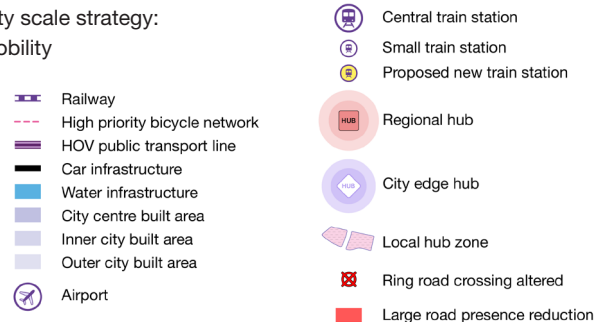 ty scale strategy:
obility
Railway
High priority bicycle network
HOV public transport line
Car infrastructure
Water infrastructure
City centre built area
Inner city built area
Outer city built area
Airport
Central train station
Small train station
Proposed new train station
HUB Regional hub
HUB City edge hub
Local hub zone
Ring road crossing altered
Large road presence reduction